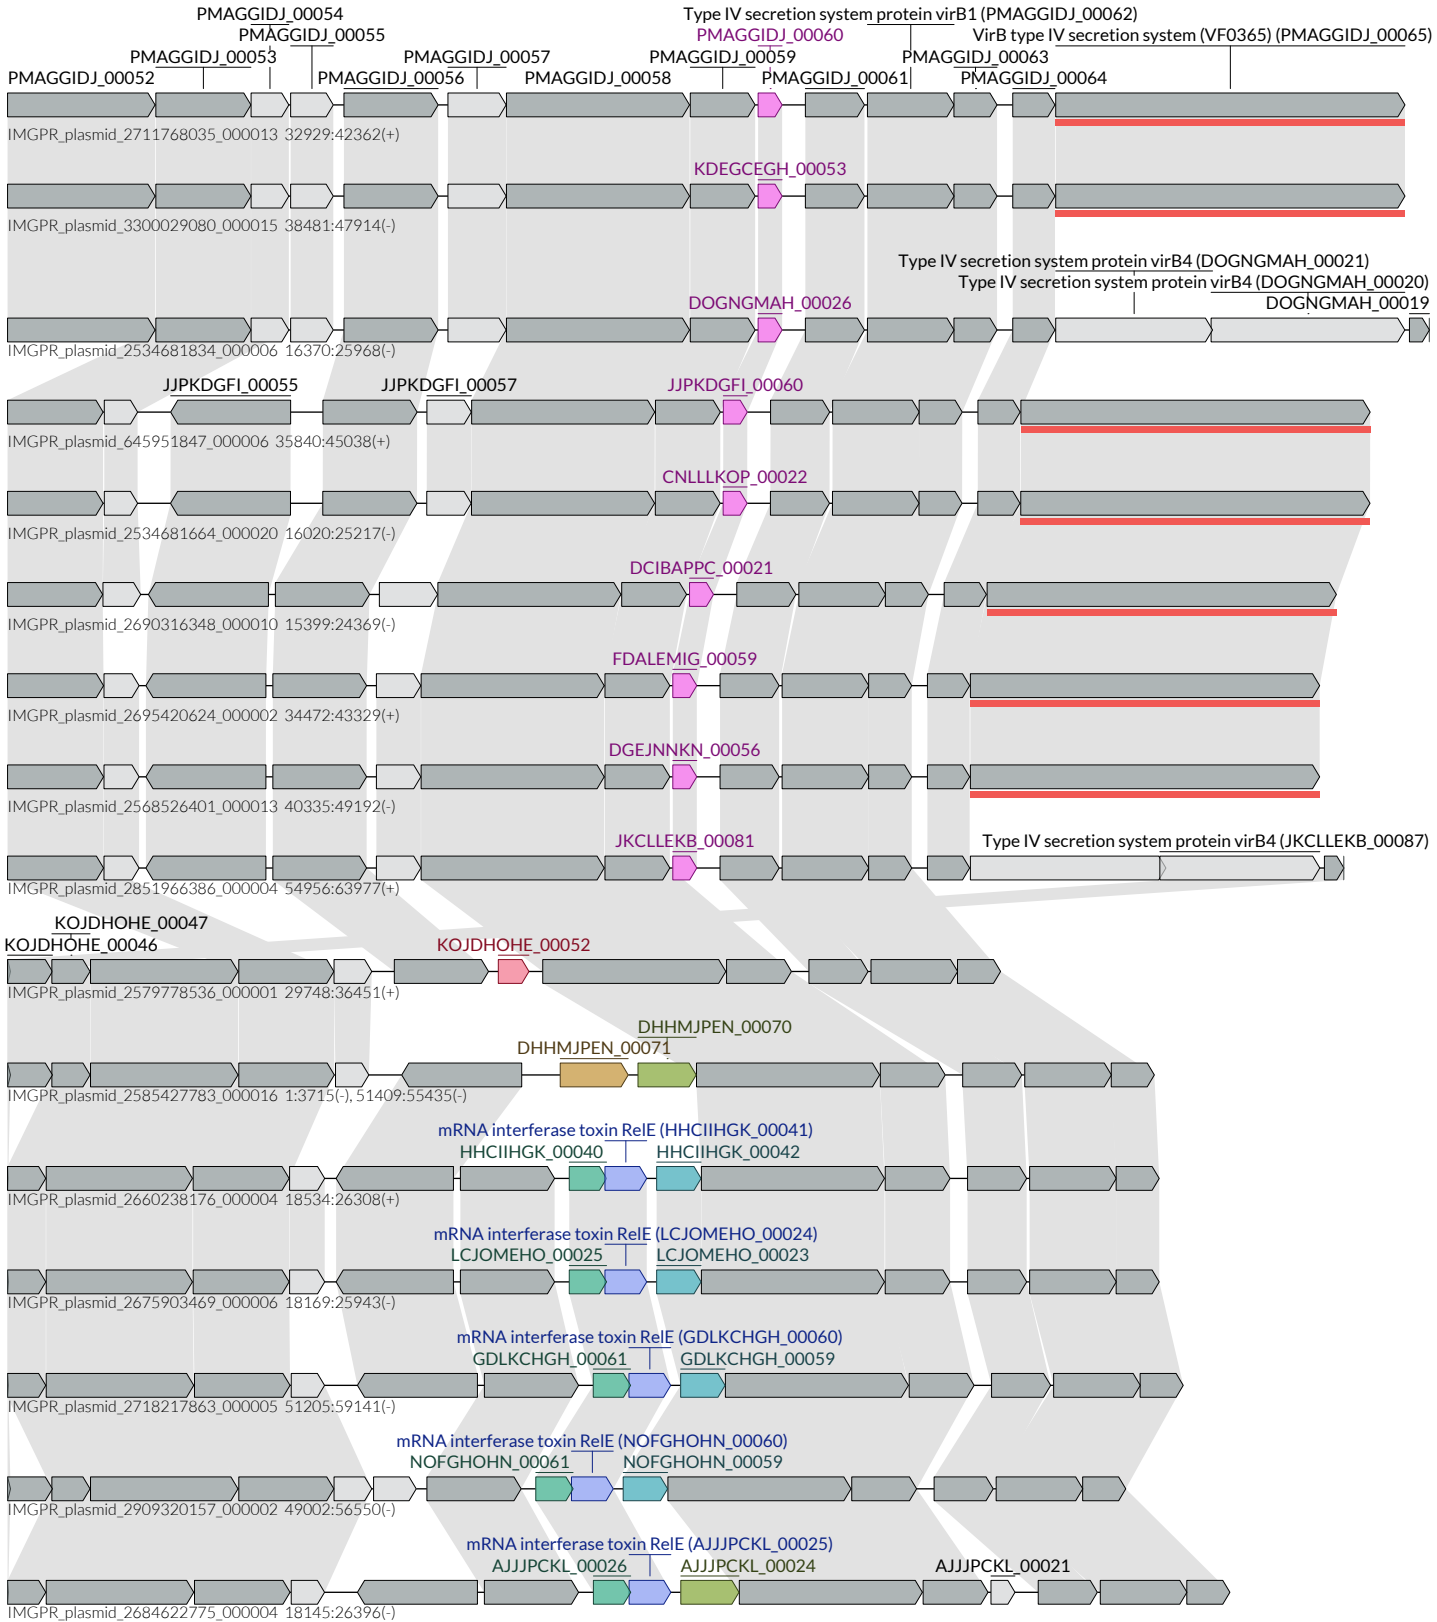 PMAGGIDJ_00054 Type IV secretion system protein virB1 (PMAGGIDJ_00062)
PMAGGIDJ_00055 PMAGGIDJ_00060 VirB type IV secretion system (VF0365) (PMAGGIDJ_00065)
PMAGGIDJ_00053 PMAGGIDJ_00057 PMAGGIDJ_00059 PMAGGIDJ_00063
PMAGGIDJ_00052 PMAGGIDJ_00056 PMAGGIDJ_00058 PMAGGIDJ_00061 PMAGGIDJ_00064
IMGPR_plasmid_2711768035_000013 32929:42362(+)
KDEGCEGH_00053
IMGPR_plasmid_3300029080_000015 38481:47914(-)
Type IV secretion system protein virB4 (DOGNGMAH_00021)
Type IV secretion system protein virB4 (DOGNGMAH_00020)
DOGNGMAH_00026 DOGNGMAH_00019
IMGPR_plasmid_2534681834_000006 16370:25968(-)
JJPKDGFI_00055 JJPKDGFI_00057 JJPKDGFI_00060
IMGPR_plasmid_645951847_000006 35840:45038(+)
CNLLLKOP_00022
IMGPR_plasmid_2534681664_000020 16020:25217(-)
DCIBAPPC_00021
IMGPR_plasmid_2690316348_000010 15399:24369(-)
FDALEMIG_00059
IMGPR_plasmid_2695420624_000002 34472:43329(+)
DGEJNNKN_00056
IMGPR_plasmid_2568526401_000013 40335:49192(-)
JKCLLEKB_00081 Type IV secretion system protein virB4 (JKCLLEKB_00087)
IMGPR_plasmid_2851966386_000004 54956:63977(+)
KOJDHOHE_00047
KOJDHOHE_00046 KOJDHOHE_00052
IMGPR_plasmid_2579778536_000001 29748:36451(+)
DHHMJPEN_00070
DHHMJPEN_00071
IMGPR_plasmid_2585427783_000016 1:3715(-), 51409:55435(-)
mRNA interferase toxin RelE (HHCIIHGK_00041)
HHCIIHGK_00040 HHCIIHGK_00042
IMGPR_plasmid_2660238176_000004 18534:26308(+)
mRNA interferase toxin RelE (LCJOMEHO_00024)
LCJOMEHO_00025 LCJOMEHO_00023
IMGPR_plasmid_2675903469_000006 18169:25943(-)
mRNA interferase toxin RelE (GDLKCHGH_00060)
GDLKCHGH_00061 GDLKCHGH_00059
IMGPR_plasmid_2718217863_000005 51205:59141(-)
mRNA interferase toxin RelE (NOFGHOHN_00060)
NOFGHOHN_00061 NOFGHOHN_00059
IMGPR_plasmid_2909320157_000002 49002:56550(-)
mRNA interferase toxin RelE (AJJJPCKL_00025)
AJJJPCKL_00026 AJJJPCKL_00024 AJJJPCKL_00021
IMGPR_plasmid_2684622775_000004 18145:26396(-)